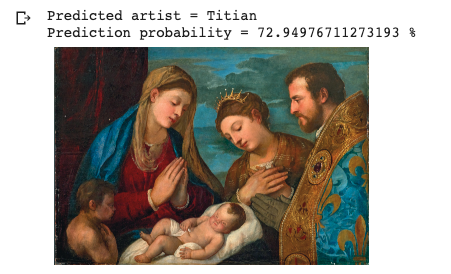 Predicted artist = Titian
Prediction probability = 72.94976711273193 %